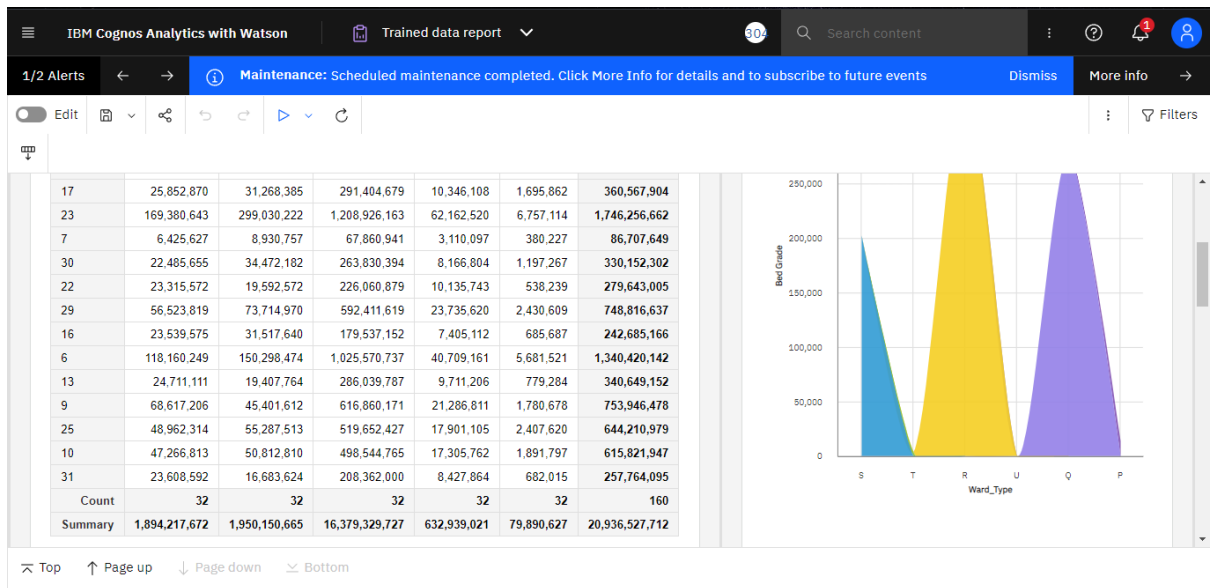 IBM Cognos Analytics with Watson Trained data report 304 Search content 1
1/2 Alerts Maintenance: Scheduled maintenance completed. Click More Info for details and to subscribe to future events Dismiss More info
Edit Filters
17 25,852,870 31,268,385 291,404,679 10,346,108 1,695,862 360,567,904
23 169,380,643 299,030,222 1,208,926,163 62,162,520 6,757,114 1,746,256,662
7 6,425,627 8,930,757 67,860,941 3,110,097 380,227 86,707,649
30 22,485,655 34,472,182 263,830,394 8,166,804 1,197,267 330,152,302
22 23,315,572 19,592,572 226,060,879 10,135,743 538,239 279,643,005
29 56,523,819 73,714,970 592,411,619 23,735,620 2,430,609 748,816,637
16 23,539,575 31,517,640 179,537,152 7,405,112 685,687 242,685,166
6 118,160,249 150,298,474 1,025,570,737 40,709,161 5,681,521 1,340,420,142
13 24,711,111 19,407,764 286,039,787 9,711,206 779,284 340,649,152
9 68,617,206 45,401,612 616,860,171 21,286,811 1,780,678 753,946,478
25 48,962,314 55,287,513 519,652,427 17,901,105 2,407,620 644,210,979
10 47,266,813 50,812,810 498,544,765 17,305,762 1,891,797 615,821,947
31 23,608,592 16,683,624 208,362,000 8,427,864 682,015 257,764,095
Count 32 32 32 32 32 160
Summary 1,894,217,672 1,950,150,665 16,379,329,727 632,939,021 79,890,627 20,936,527,712
250,000
200,000
Bed Grade
150,000
100,000
50,000
0
S T R U Q P
Ward_Type
Top Page up Page down Bottom